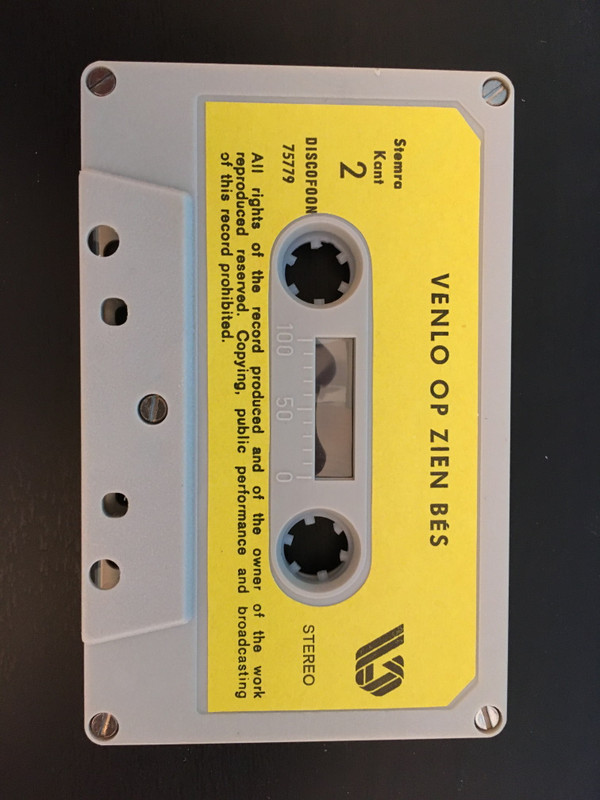 VENLO OP ZIEN BÉS
Stemra
Kant
2
DISCOFOON
75779
STEREO
100 50 0
All rights of the record produced and of the owner of the work
reproduced reserved. Copying, public performance and broadcasting
of this record prohibited.